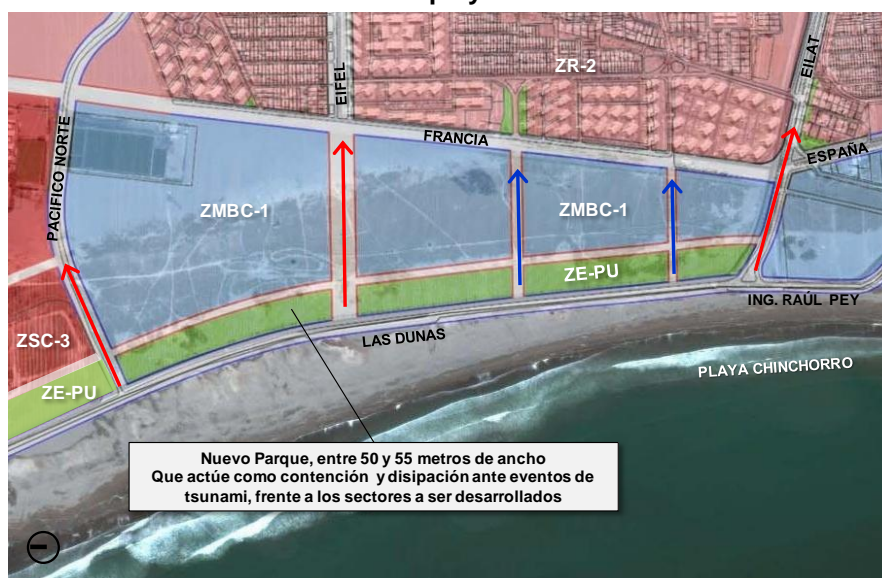 ZR-2
EIFEL
EILAT
FRANCIA
ESPAÑA
PACIFICO NORTE
ZMBC-1
ZMBC-1
ZE-PU
ING. RAÚL PEY
ZSC-3
LAS DUNAS
PLAYA CHINCHORRO
ZE-PU
Nuevo Parque, entre 50 y 55 metros de ancho
Que actúe como contención y disipación ante eventos de
tsunami, frente a los sectores a ser desarrollados